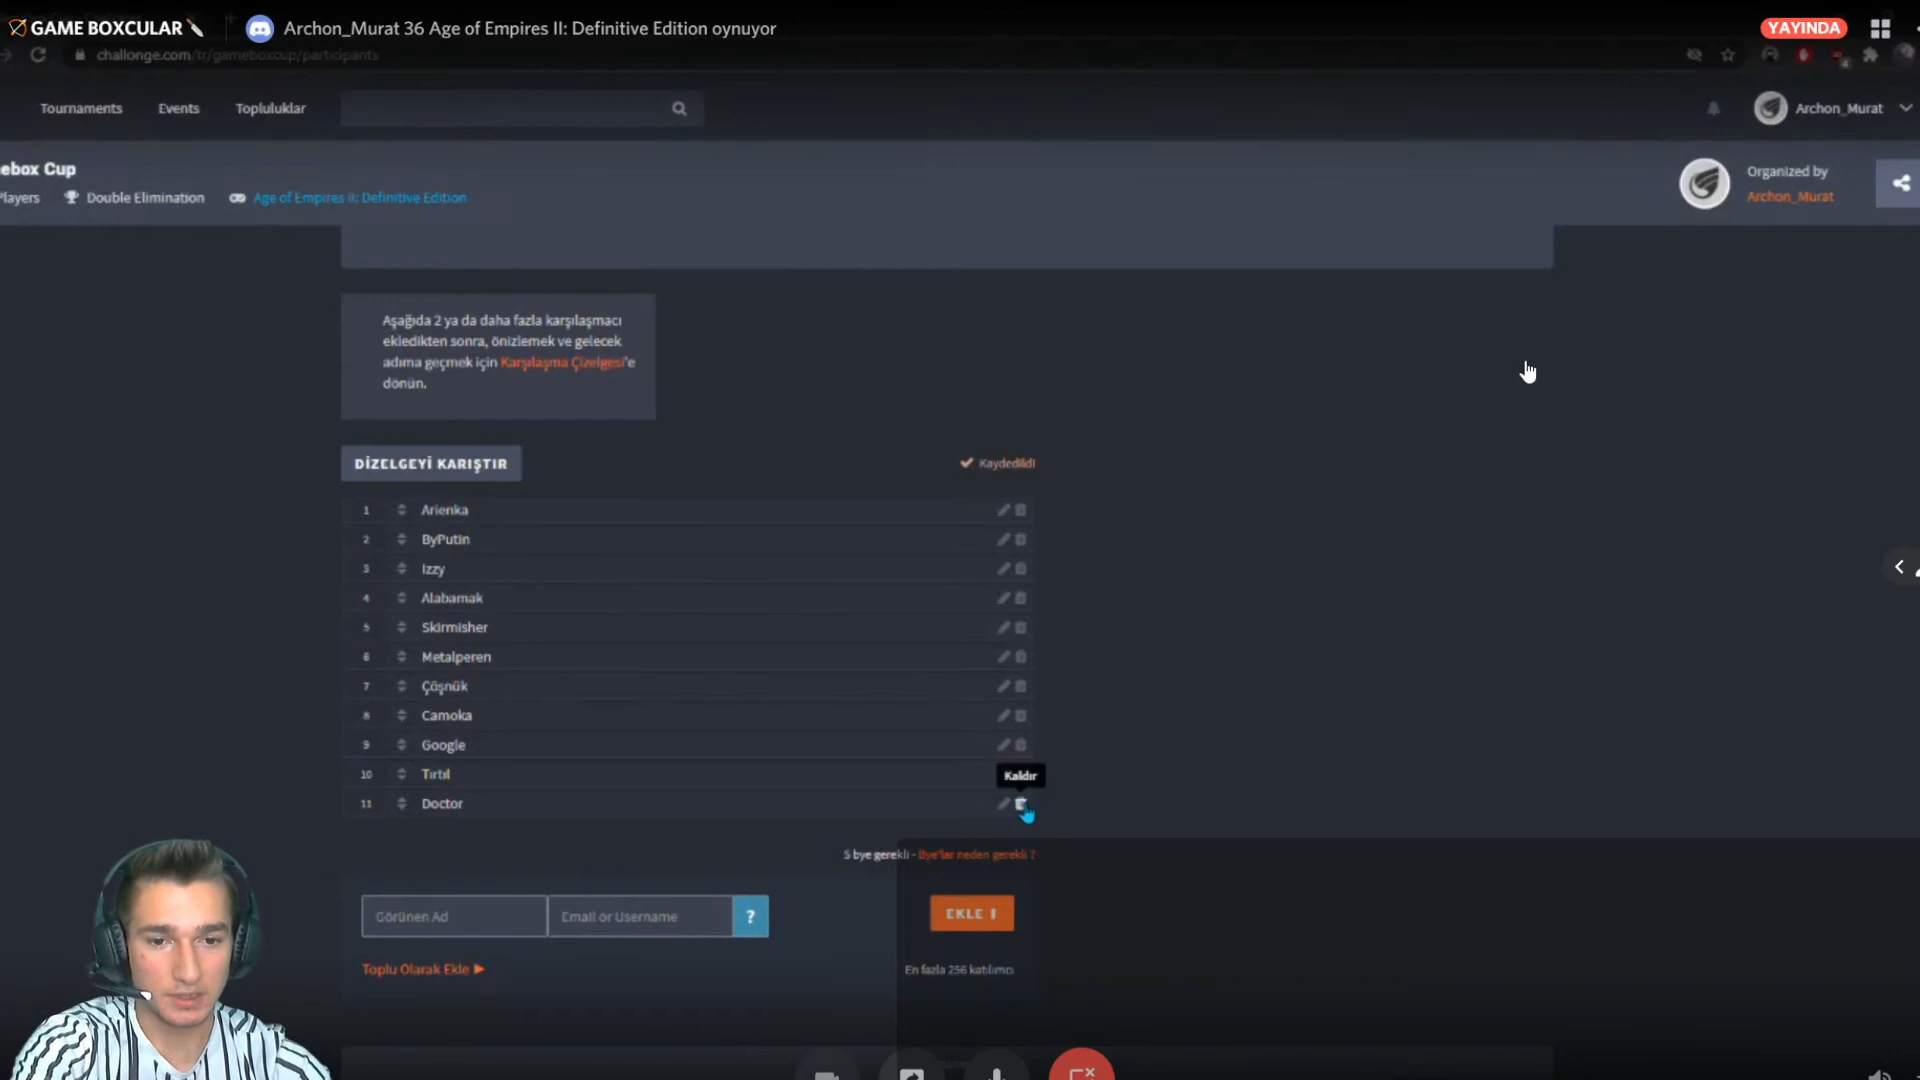 GAME BOXCULAR
Archon_Murat 36 Age of Empires II: Definitive Edition oynuyor
YAYINDA
challonge.com/tr/gameboxcup/participants
Tournaments
Events
Topluluklar
Archon_Murat
ebox Cup
Organized by
Archon_Murat
Players
Double Elimination
Age of Empires II: Definitive Edition
Aşağıda 2 ya da daha fazla karşılaşmacı
ekledikten sonra, önizlemek ve gelecek
adıma geçmek için Karşılaşma Çizelgesi'e
dönün.
DİZELGEYİ KARIŞTIR
Kaydedildi
1 Arienka
2 ByPutin
3 Izzy
4 Alabamak
5 Skirmisher
6 Metalperen
7 Çöşnük
8 Camoka
9 Google
10 Tırtıl
Kaldır
11 Doctor
5 bye gerekli - Bye'lar neden gerekli ?
Görünen Ad
Email or Username
?
EKLE
Toplu Olarak Ekle
En fazla 256 katılımcı